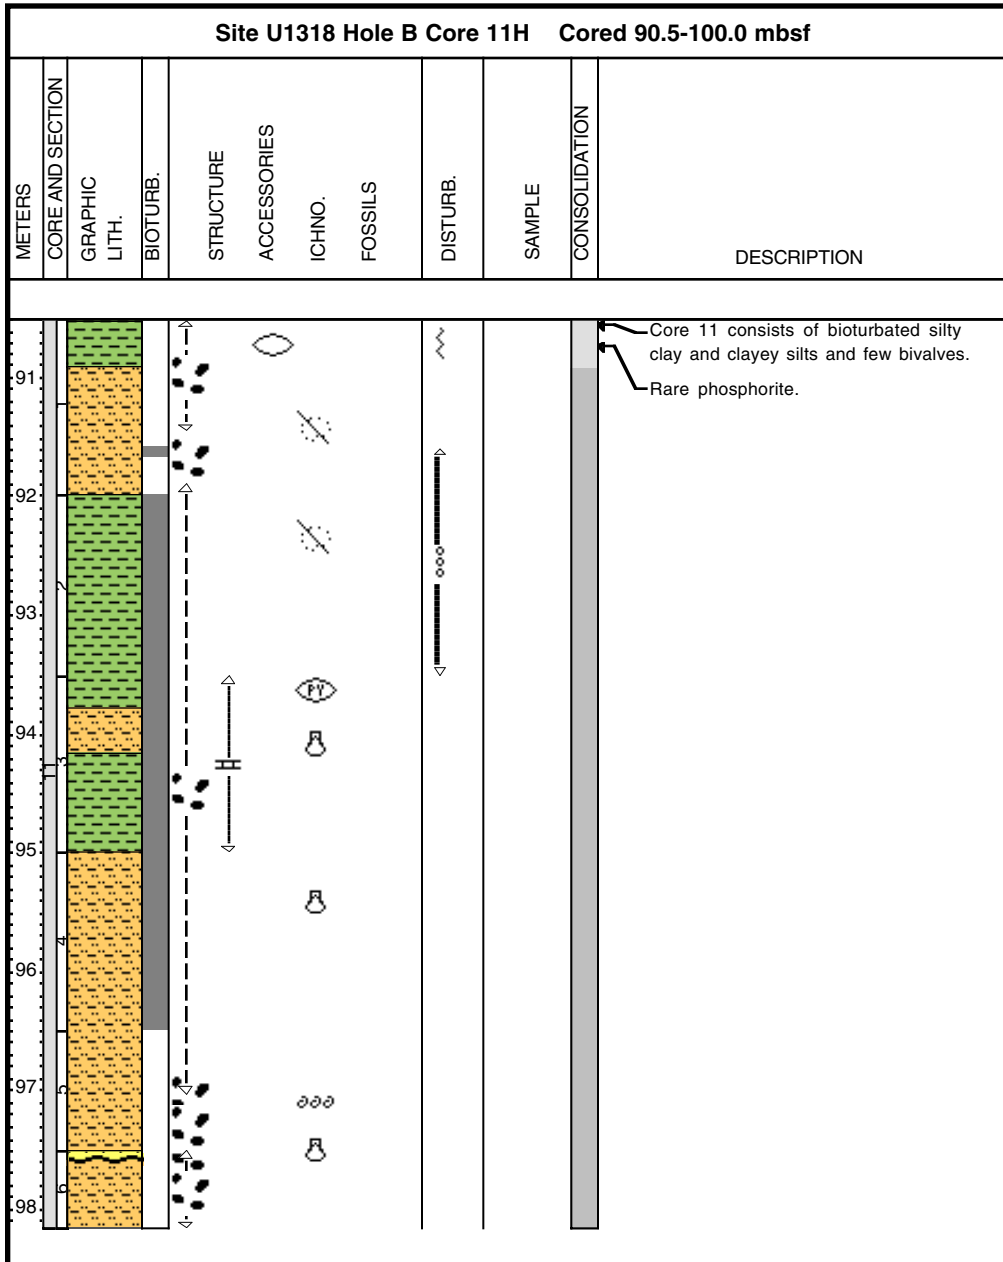 Site U1318 Hole B Core 11H Cored 90.5-100.0 mbsf
METERS
CORE AND SECTION
GRAPHIC
LITH.
BIOTURB.
STRUCTURE
ACCESSORIES
ICHNO.
FOSSILS
DISTURB.
SAMPLE
CONSOLIDATION
DESCRIPTION
Core 11 consists of bioturbated silty
clay and clayey silts and few bivalves.
Rare phosphorite.
91
1
92
2
93
PY
94
11
3
95
4
96
97
5
6
98